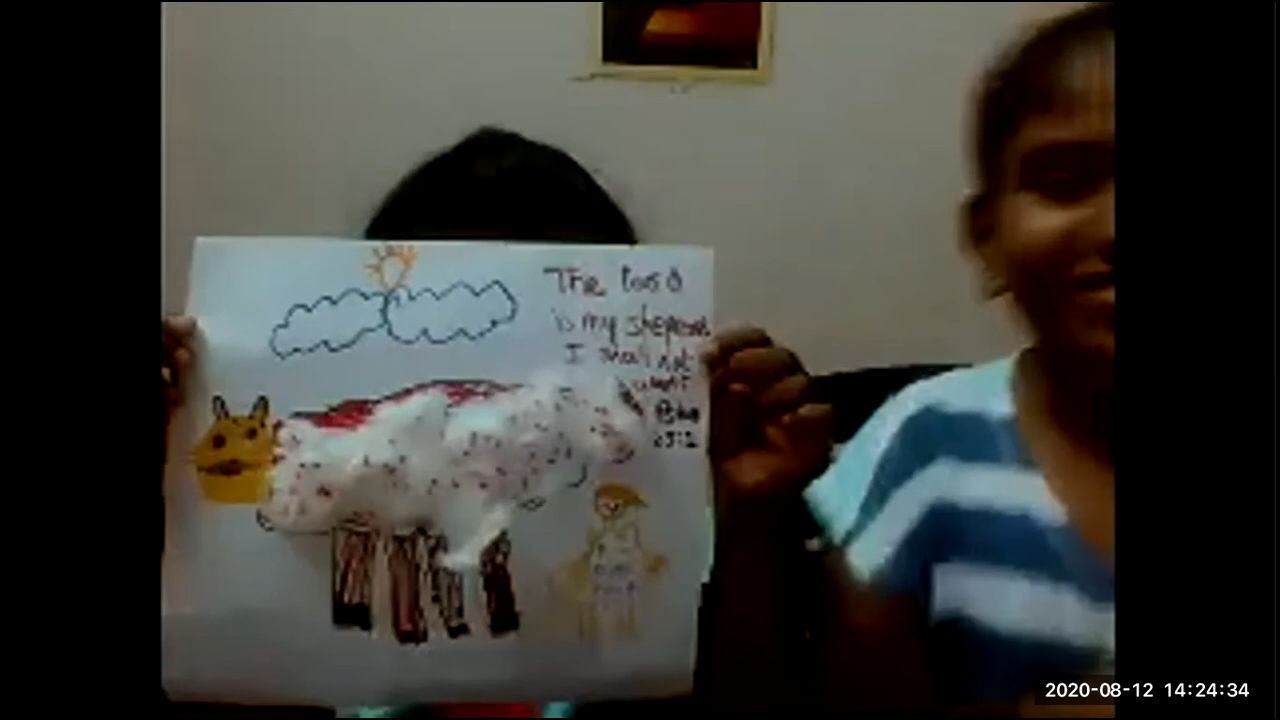 The Lord
is my shepherd
I shall not
want
Psalm
23:1
2020-08-12 14:24:34